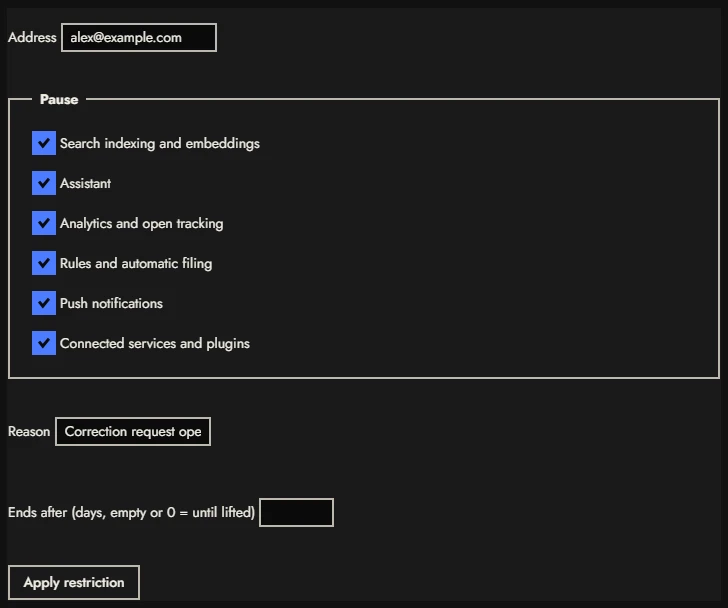 Address alex@example.com
Pause
Search indexing and embeddings
Assistant
Analytics and open tracking
Rules and automatic filing
Push notifications
Connected services and plugins
Reason Correction request ope
Ends after (days, empty or 0 = until lifted)
Apply restriction